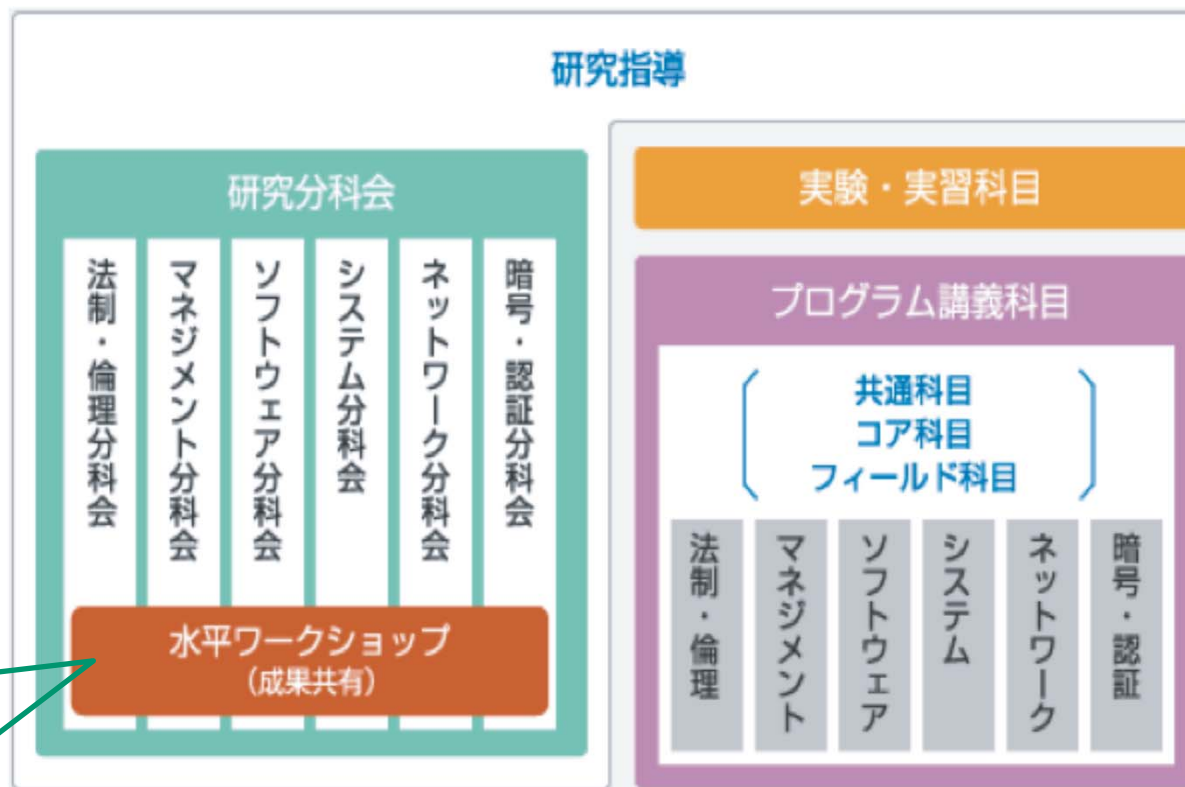 研究指導
研究分科会
法制・倫理分科会
マネジメント分科会
ソフトウェア分科会
システム分科会
ネットワーク分科会
暗号・認証分科会
水平ワークショップ
(成果共有)
実験・実習科目
プログラム講義科目
共通科目
コア科目
フィールド科目
法制・倫理
マネジメント
ソフトウェア
システム
ネットワーク
暗号・認証